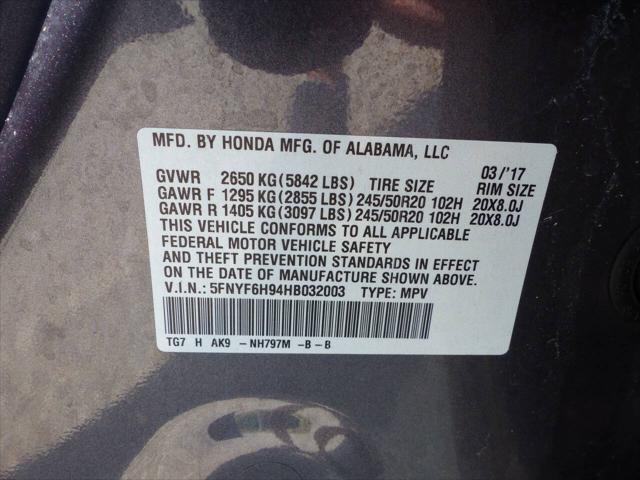 MFD. BY HONDA MFG. OF ALABAMA, LLC
03/'17
GVWR 2650 KG(5842 LBS) TIRE SIZE RIM SIZE
GAWR F 1295 KG(2855 LBS)245/50R20 102H 20X8.0J
GAWR R 1405 KG(3097 LBS)245/50R20 102H 20X8.0J
THIS VEHICLE CONFORMS TO ALL APPLICABLE
FEDERAL MOTOR VEHICLE SAFETY
AND THEFT PREVENTION STANDARDS IN EFFECT
ON THE DATE OF MANUFACTURE SHOWN ABOVE.
V.I.N.: 5FNYF6H94HB032003 TYPE: MPV
TG7 H AK9 - NH797M -B-B